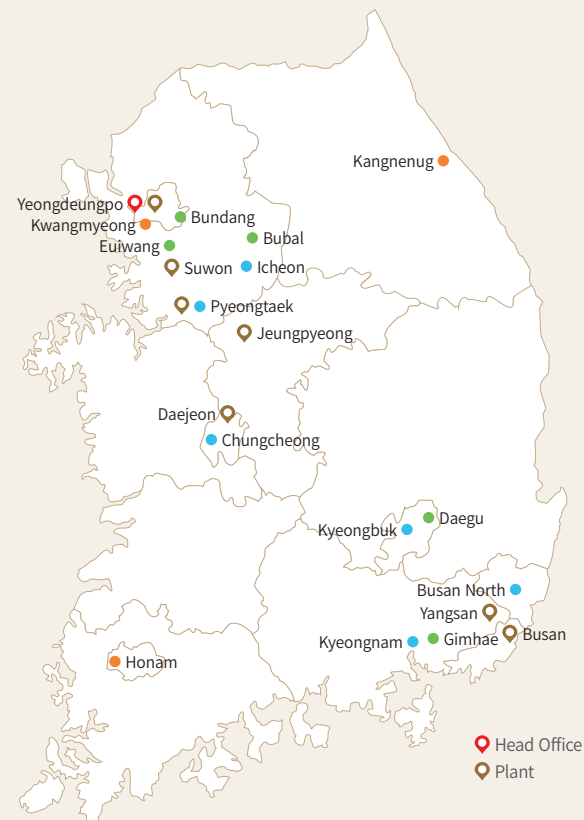 Kangnenug
Yeongdeungpo
Bundang
Kwangmyeong
Bubal
Euiwang
Suwon
Icheon
Pyeongtaek
Jeungpyeong
Daejeon
Chungcheong
Daegu
Kyeongbuk
Busan North
Yangsan
Busan
Gimhae
Kyeongnam
Honam
Head Office
Plant